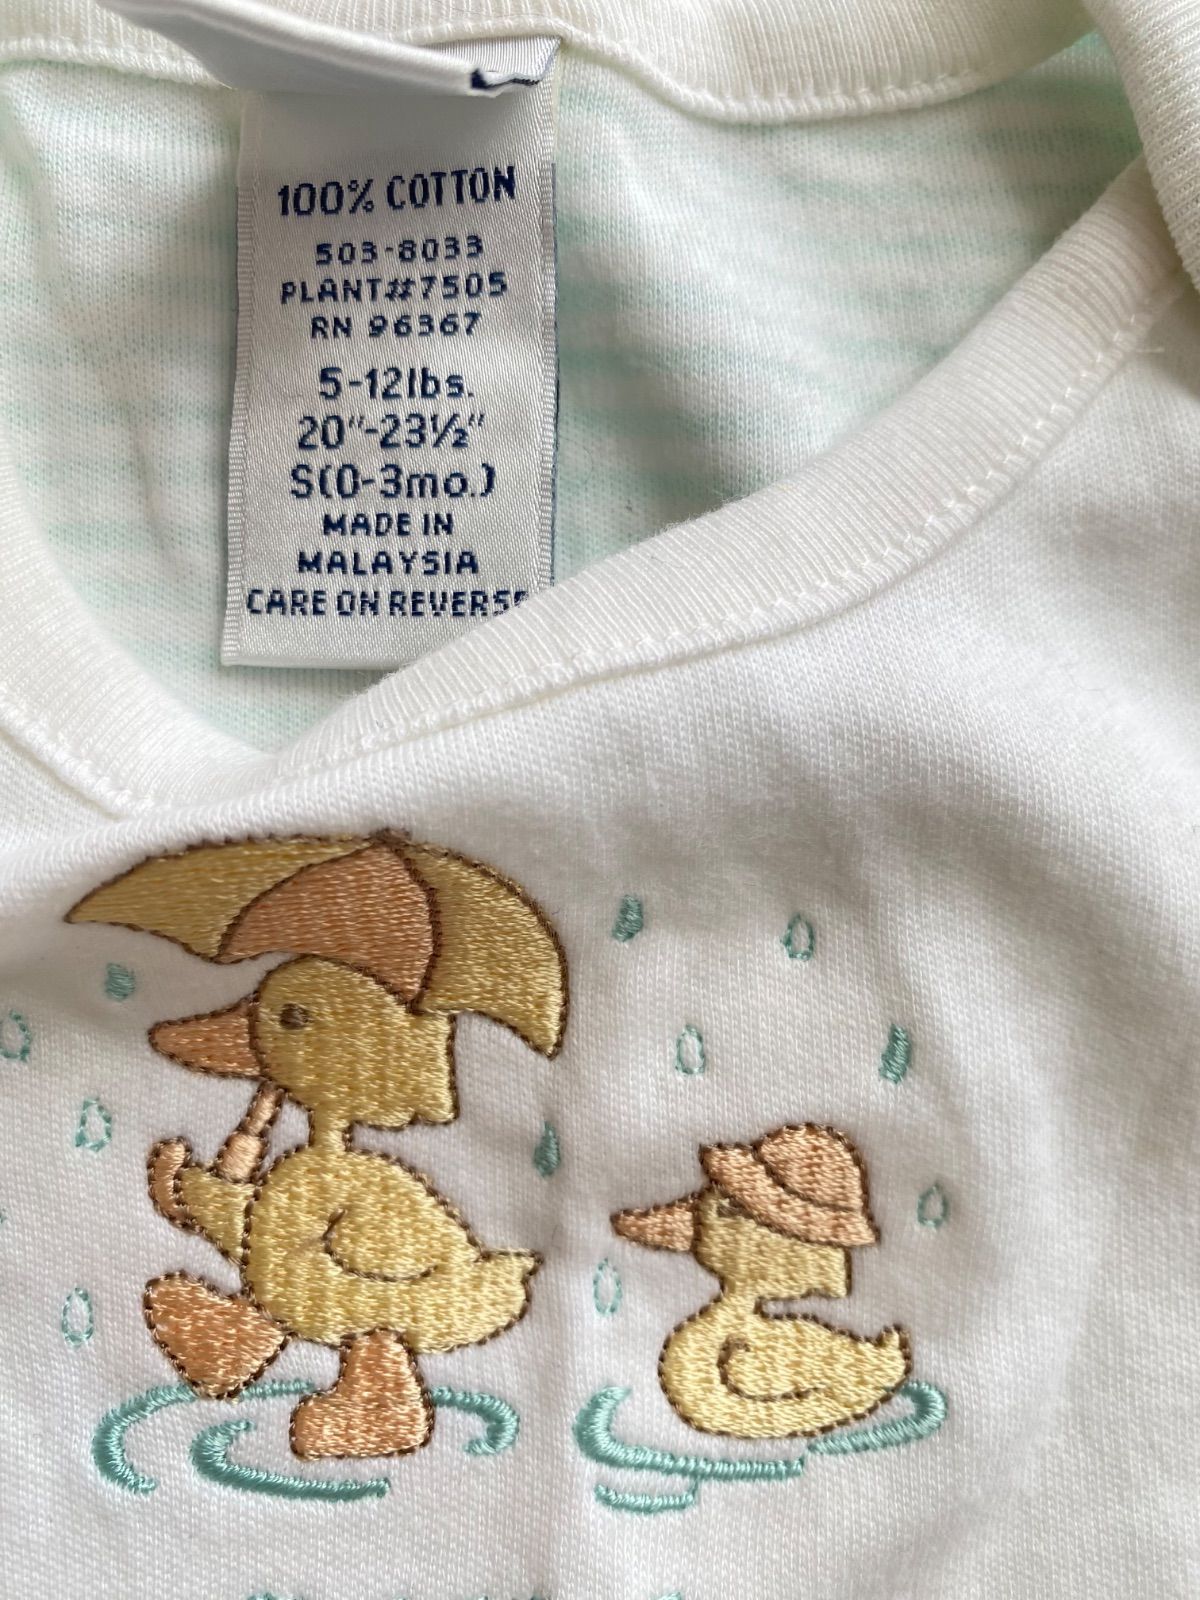 100% COTTON
503-8033
PLANT#7505
RN 96367
5-12lbs.
20"-23½"
S(0-3mo.)
MADE IN
MALAYSIA
CARE ON REVERSE